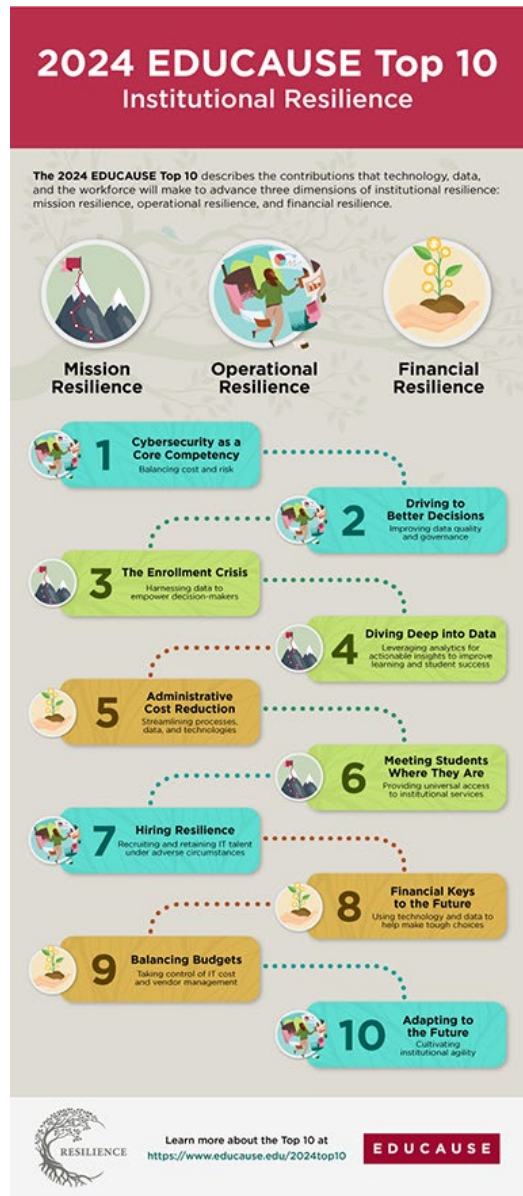 2024 EDUCAUSE Top 10
Institutional Resilience
The 2024 EDUCAUSE Top 10 describes the contributions that technology, data,
and the workforce will make to advance three dimensions of institutional resilience:
mission resilience, operational resilience, and financial resilience.
Mission
Resilience
Operational
Resilience
Financial
Resilience
1
Cybersecurity as a
Core Competency
Balancing cost and risk
2
Driving to
Better Decisions
Improving data quality
and governance
3
The Enrollment Crisis
Harnessing data to
empower decision-makers
4
Diving Deep into Data
Leveraging analytics for
actionable insights to improve
learning and student success
5
Administrative
Cost Reduction
Streamlining processes,
data, and technologies
6
Meeting Students
Where They Are
Providing universal access
to institutional services
7
Hiring Resilience
Recruiting and retaining IT talent
under adverse circumstances
8
Financial Keys
to the Future
Using technology and data to
help make tough choices
9
Balancing Budgets
Taking control of IT cost
and vendor management
10
Adapting to
the Future
Cultivating
institutional agility
RESILIENCE
Learn more about the Top 10 at
https://www.educause.edu/2024top10
EDUCAUSE